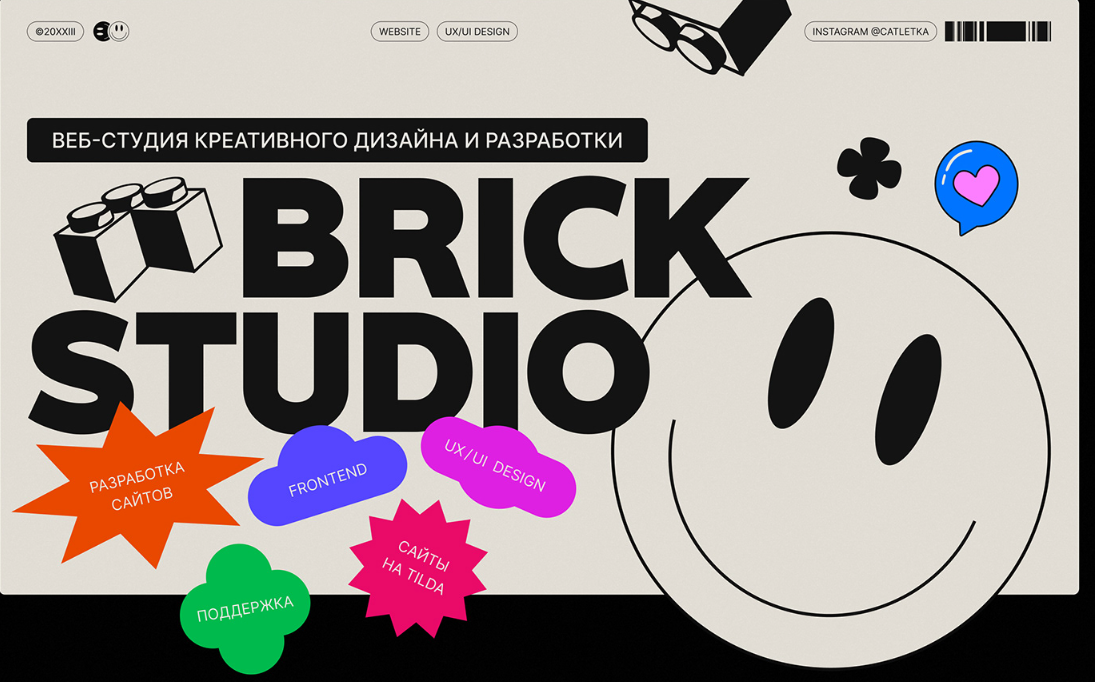 ©20XXIII
WEBSITE
UX/UI DESIGN
INSTAGRAM @CATLETKA
ВЕБ-СТУДИЯ КРЕАТИВНОГО ДИЗАЙНА И РАЗРАБОТКИ
BRICK
STUDIO
РАЗРАБОТКА
САЙТОВ
FRONTEND
UX/UI DESIGN
САЙТЫ
НА TILDA
ПОДДЕРЖКА